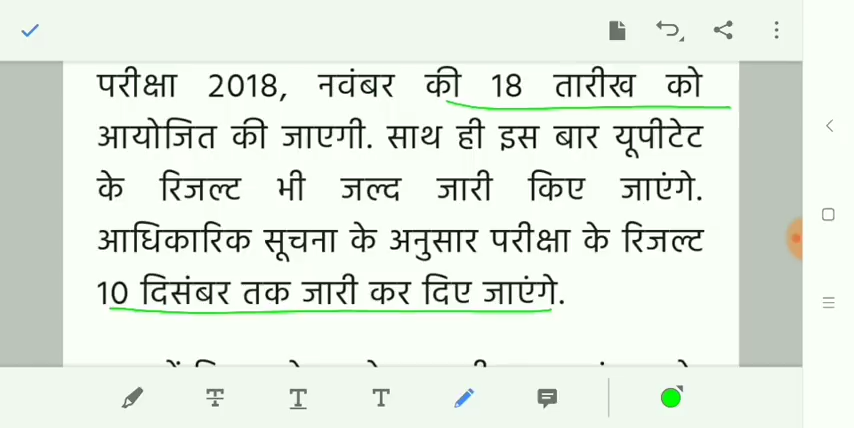 परीक्षा 2018, नवंबर की 18 तारीख को
आयोजित की जाएगी. साथ ही इस बार यूपीटेट
के रिजल्ट भी जल्द जारी किए जाएंगे.
आधिकारिक सूचना के अनुसार परीक्षा के रिजल्ट
10 दिसंबर तक जारी कर दिए जाएंगे.